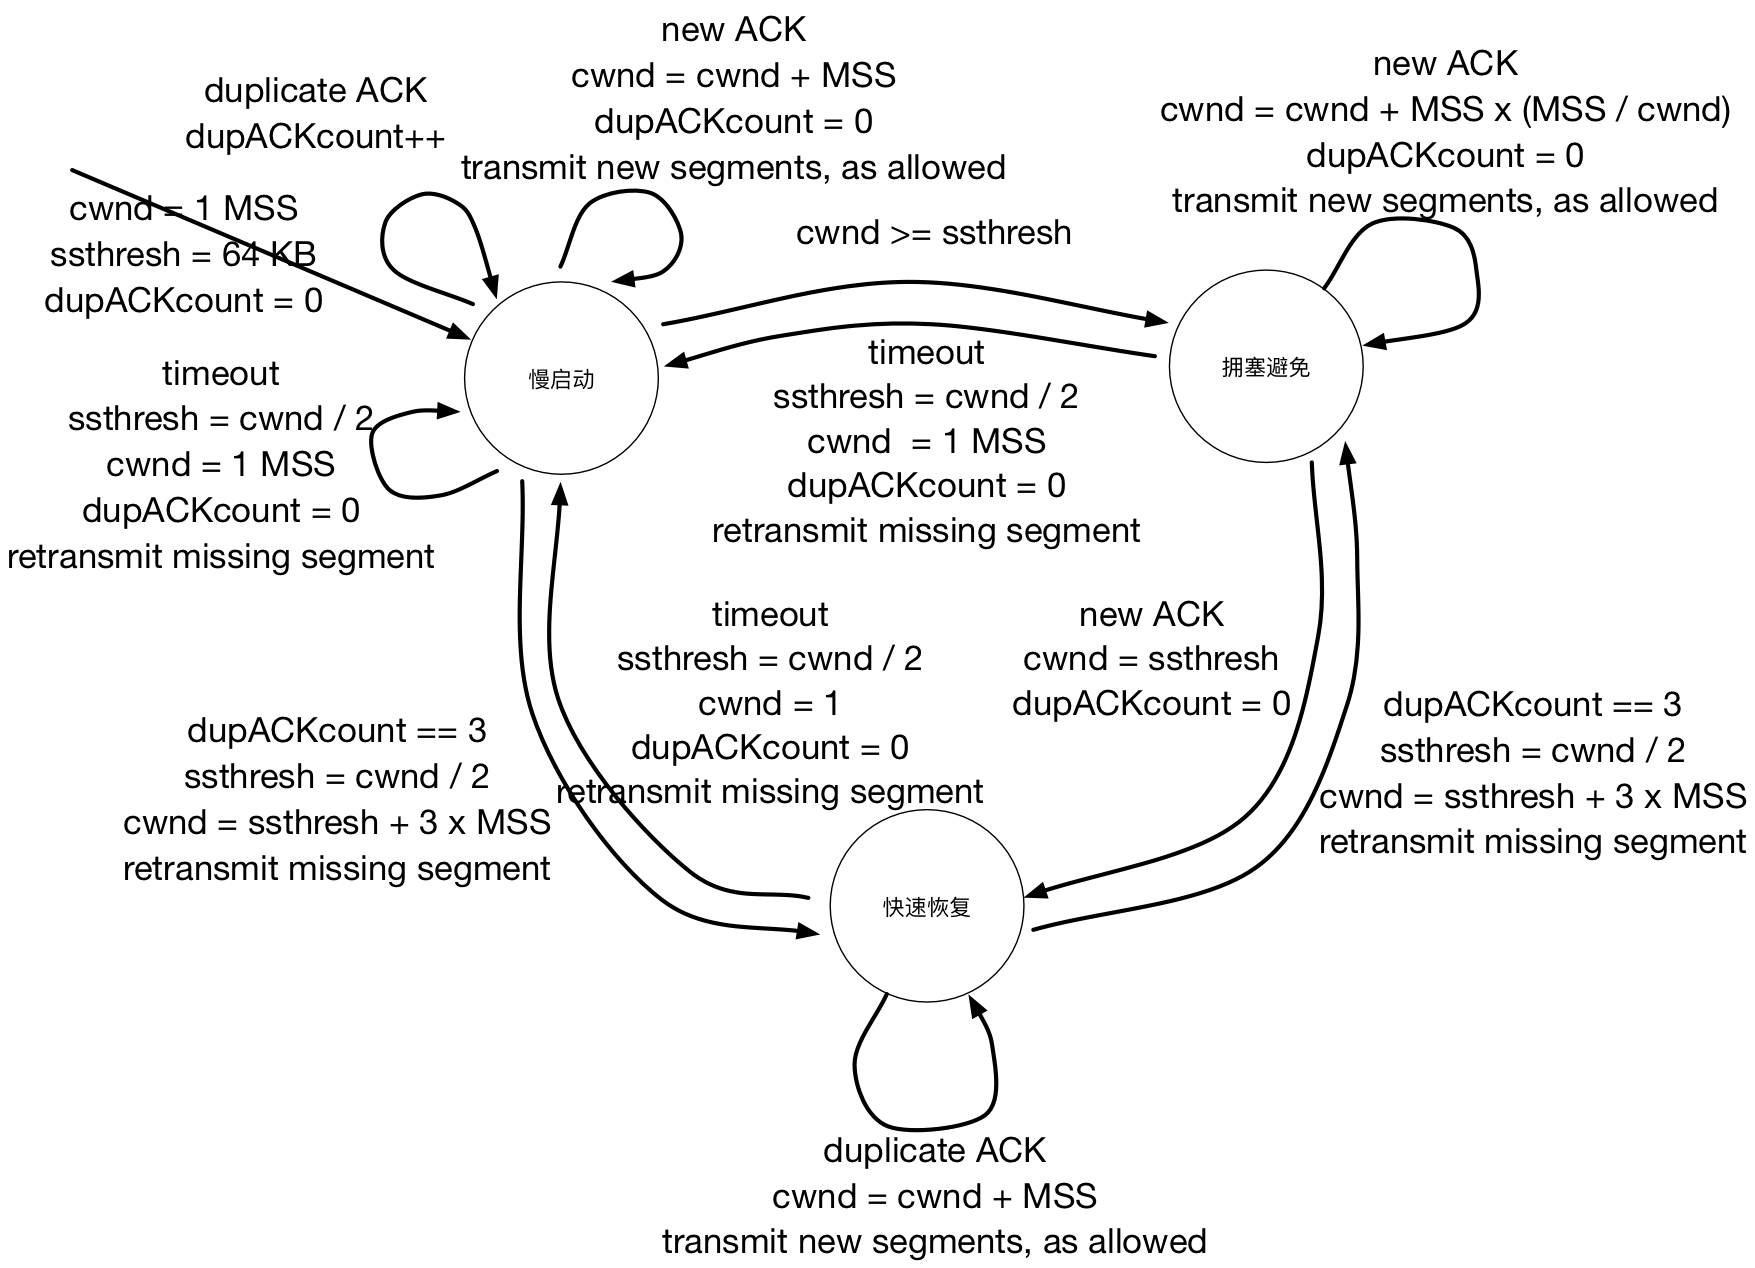 new ACK
cwnd = cwnd + MSS
dupACKcount = 0
transmit new segments, as allowed
duplicate ACK
dupACKcount++
new ACK
cwnd = cwnd + MSS x (MSS / cwnd)
dupACKcount = 0
transmit new segments, as allowed
cwnd = 1 MSS
ssthresh = 64 KB
dupACKcount = 0
cwnd >= ssthresh
慢启动
拥塞避免
timeout
ssthresh = cwnd / 2
cwnd = 1 MSS
dupACKcount = 0
retransmit missing segment
timeout
ssthresh = cwnd / 2
cwnd  = 1 MSS
dupACKcount = 0
retransmit missing segment
timeout
ssthresh = cwnd / 2
cwnd = 1
dupACKcount = 0
retransmit missing segment
new ACK
cwnd = ssthresh
dupACKcount = 0
dupACKcount == 3
ssthresh = cwnd / 2
cwnd = ssthresh + 3 x MSS
retransmit missing segment
dupACKcount == 3
ssthresh = cwnd / 2
cwnd = ssthresh + 3 x MSS
retransmit missing segment
快速恢复
duplicate ACK
cwnd = cwnd + MSS
transmit new segments, as allowed